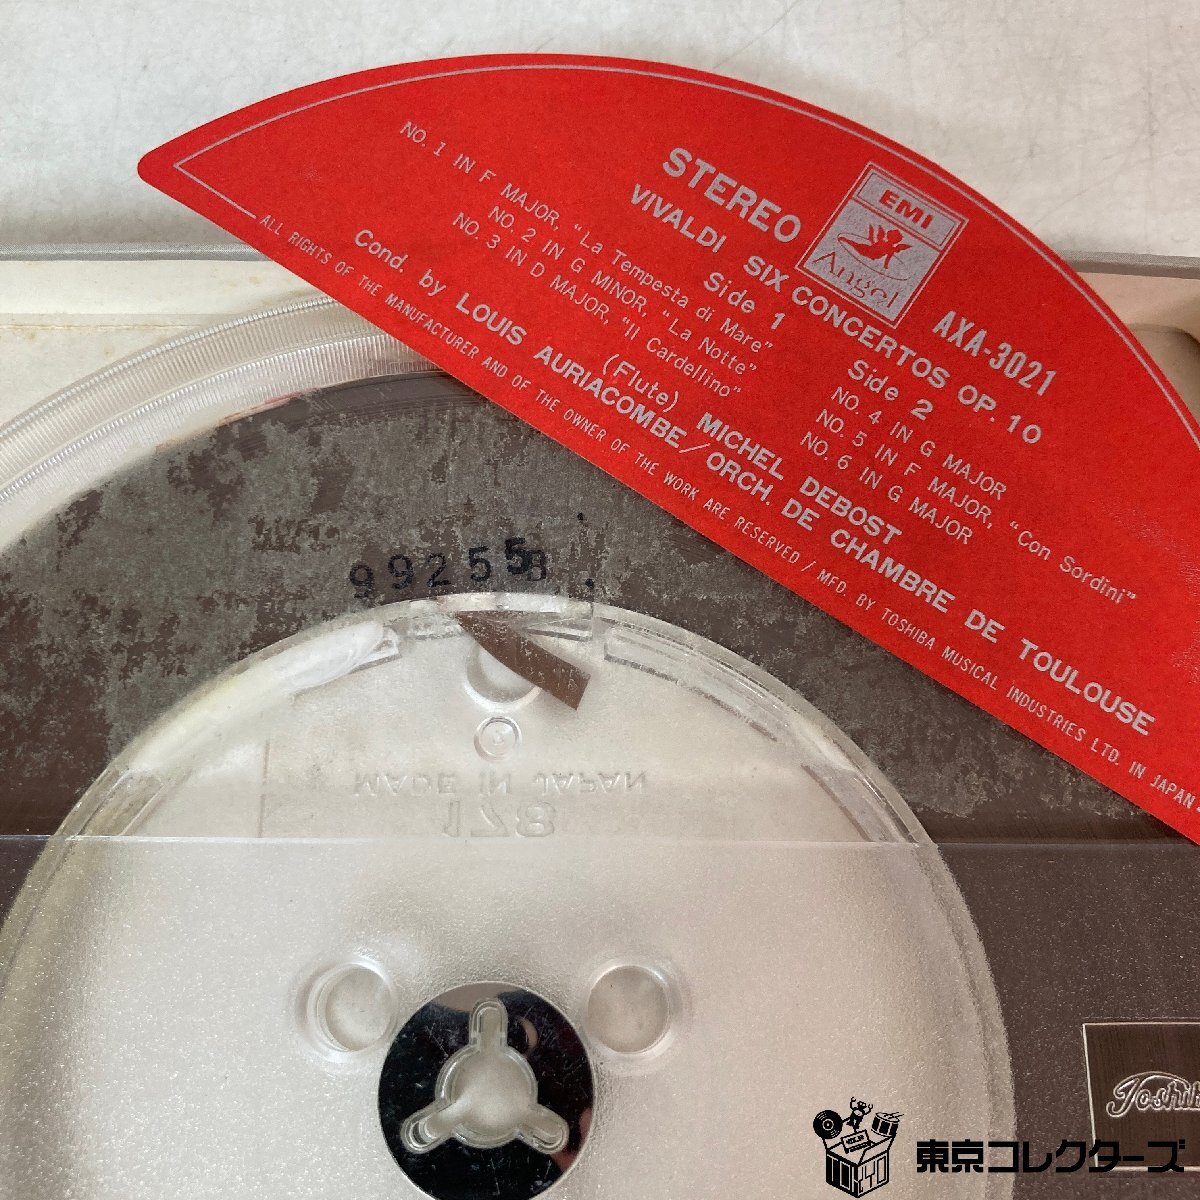 EMI
Angel
AXA-3021
STEREO
VIVALDI SIX CONCERTOS OP. 10
Side 1
NO. 1 IN F MAJOR, "La Tempesta di Mare"
NO. 2 IN G MINOR, "La Notte"
NO. 3 IN D MAJOR, "Il Cardellino"
Side 2
NO. 4 IN G MAJOR
NO. 5 IN F MAJOR, "Con Sordini"
NO. 6 IN G MAJOR
(Flute) MICHEL DEBOST
Cond. by LOUIS AURIACOMBE/ORCH. DE CHAMBRE DE TOULOUSE
ALL RIGHTS OF THE MANUFACTURER AND OF THE OWNER OF THE WORK ARE RESERVED/MFD. BY TOSHIBA MUSICAL INDUSTRIES LTD. IN JAPAN
99255
MADE IN JAPAN
178
TOKYO
東京コレクターズ